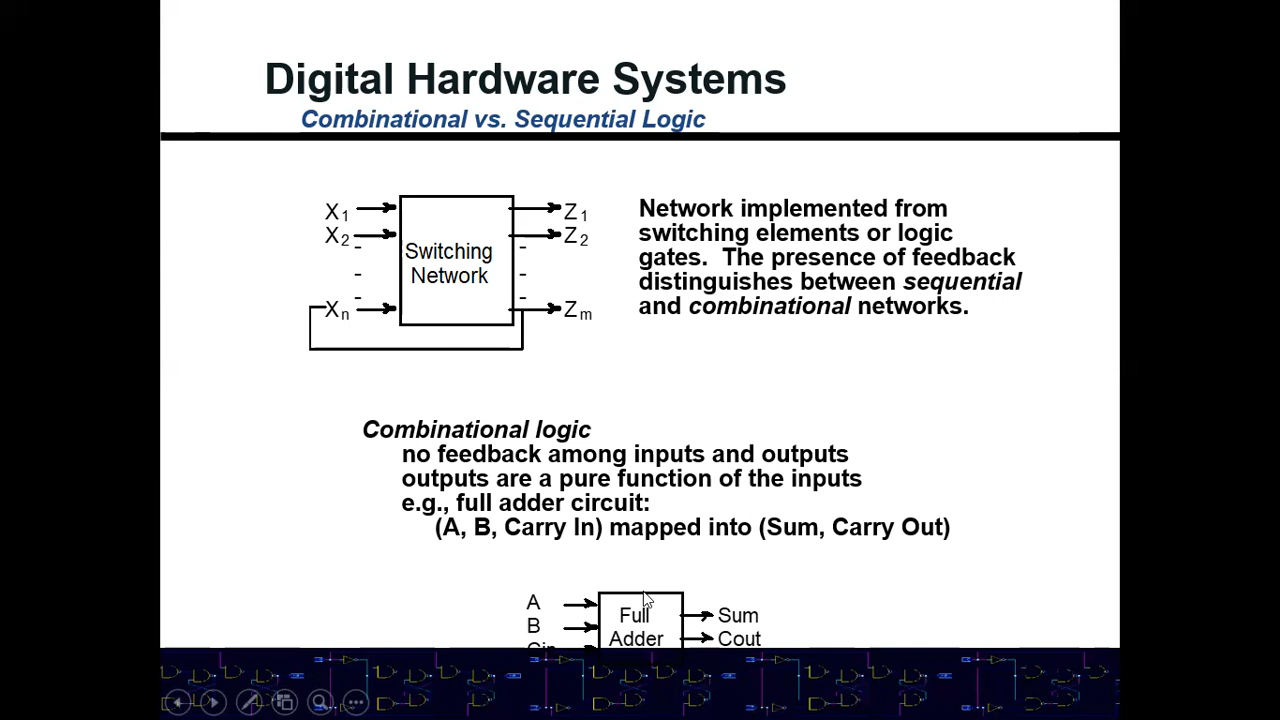 Digital Hardware Systems
Combinational vs. Sequential Logic
X1
X2
Xn
Switching
Network
Z1
Z2
Zm
Network implemented from
switching elements or logic
gates. The presence of feedback
distinguishes between sequential
and combinational networks.
Combinational logic
no feedback among inputs and outputs
outputs are a pure function of the inputs
e.g., full adder circuit:
(A, B, Carry In) mapped into (Sum, Carry Out)
A
B
Full
Adder
Sum
Cout